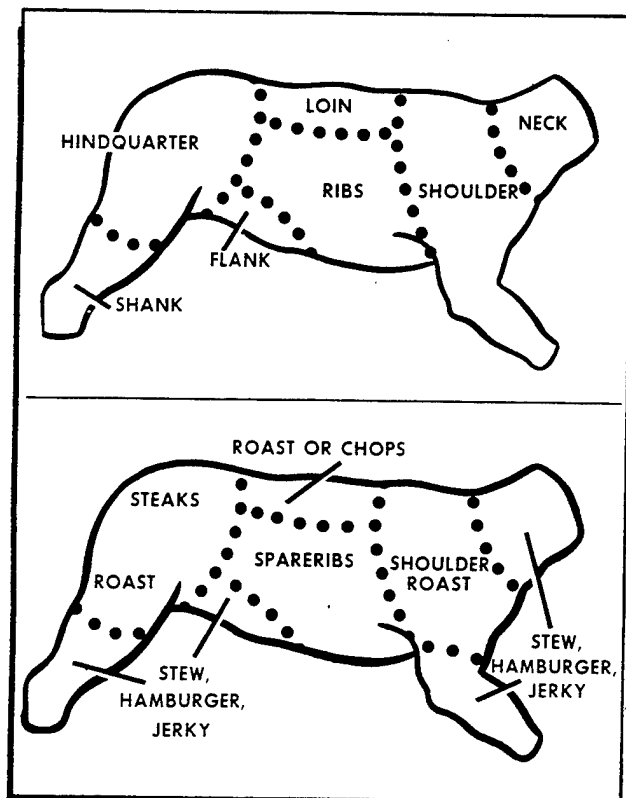 LOIN
NECK
HINDQUARTER
RIBS
SHOULDER
FLANK
SHANK
ROAST OR CHOPS
STEAKS
SPARERIBS
SHOULDER
ROAST
ROAST
STEW,
HAMBURGER,
JERKY
STEW,
HAMBURGER,
JERKY